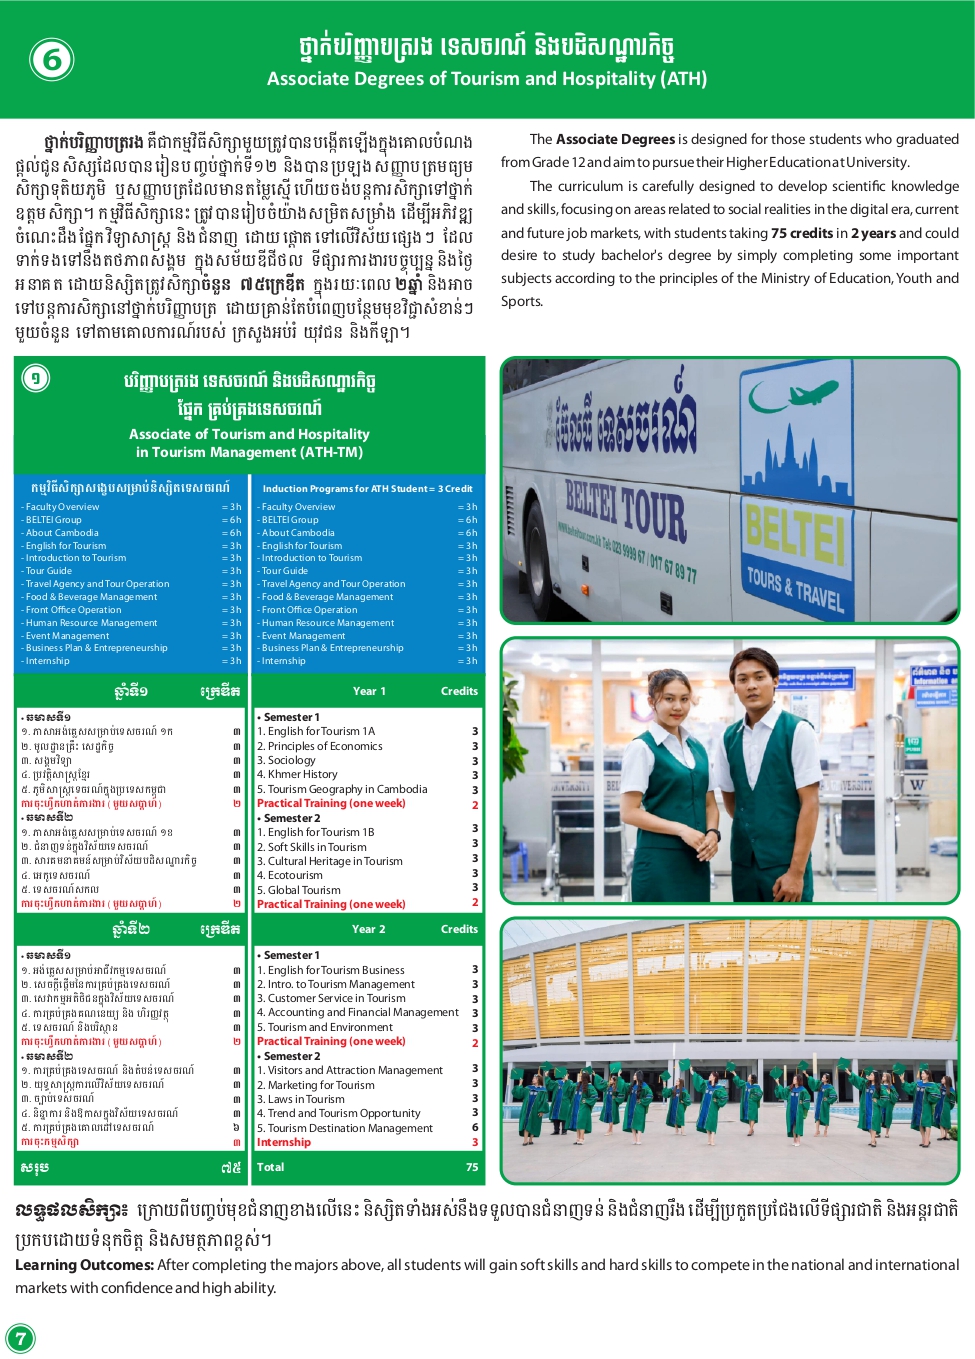 6
ថ្នាក់បរិញ្ញាបត្ររង ទេសចរណ៍ និងបដិសណ្ឋារកិច្ច
Associate Degrees of Tourism and Hospitality (ATH)
ថ្នាក់បរិញ្ញាបត្ររង គឺជាកម្មវិធីសិក្សាមួយត្រូវបានបង្កើតឡើងក្នុងគោលបំណង
ផ្តល់ជូនសិស្សដែលបានរៀនបញ្ចប់ថ្នាក់ទី១២ និងបានប្រឡងសញ្ញាបត្រមធ្យម
សិក្សាទុតិយភូមិ ឬសញ្ញាបត្រដែលមានតម្លៃស្មើ ហើយចង់បន្តការសិក្សាទៅថ្នាក់
ឧត្តមសិក្សា។ កម្មវិធីសិក្សានេះ ត្រូវបានរៀបចំយ៉ាងសម្រិតសម្រាំង ដើម្បីអភិវឌ្ឍ
ចំណេះដឹងផ្នែកវិទ្យាសាស្ត្រ និងជំនាញ ដោយផ្តោតទៅលើវិស័យផ្សេងៗ ដែល
ទាក់ទងទៅនឹងតថភាពសង្គម ក្នុងសម័យឌីជីថល ទីផ្សារការងារបច្ចុប្បន្ន និងថ្ងៃ
អនាគត ដោយនិស្សិតត្រូវសិក្សាចំនួន ៧៥ក្រេឌីត ក្នុងរយៈពេល ២ឆ្នាំ និងអាច
ទៅបន្តការសិក្សានៅថ្នាក់បរិញ្ញាបត្រ ដោយគ្រាន់តែបំពេញបន្ថែមមុខវិជ្ជាសំខាន់ៗ
មួយចំនួន ទៅតាមគោលការណ៍របស់ ក្រសួងអប់រំ យុវជន និងកីឡា។
The Associate Degrees is designed for those students who graduated
from Grade 12 and aim to pursue their Higher Education at University.
The curriculum is carefully designed to develop scientific knowledge
and skills, focusing on areas related to social realities in the digital era, current
and future job markets, with students taking 75 credits in 2 years and could
desire to study bachelor's degree by simply completing some important
subjects according to the principles of the Ministry of Education, Youth and
Sports.
១
បរិញ្ញាបត្ររង ទេសចរណ៍ និងបដិសណ្ឋារកិច្ច
ផ្នែក គ្រប់គ្រងទេសចរណ៍
Associate of Tourism and Hospitality
in Tourism Management (ATH-TM)
កម្មវិធីសិក្សាសង្ខេបសម្រាប់និស្សិតទេសចរណ៍
- Faculty Overview = 3h
- BELTEI Group = 6h
- About Cambodia = 6h
- English for Tourism = 3h
- Introduction to Tourism = 3h
- Tour Guide = 3h
- Travel Agency and Tour Operation = 3h
- Food & Beverage Management = 3h
- Front Office Operation = 3h
- Human Resource Management = 3h
- Event Management = 3h
- Business Plan & Entrepreneurship = 3h
- Internship = 3h
Induction Programs for ATH Student = 3 Credit
- Faculty Overview = 3h
- BELTEI Group = 6h
- About Cambodia = 6h
- English for Tourism = 3h
- Introduction to Tourism = 3h
- Tour Guide = 3h
- Travel Agency and Tour Operation = 3h
- Food & Beverage Management = 3h
- Front Office Operation = 3h
- Human Resource Management = 3h
- Event Management = 3h
- Business Plan & Entrepreneurship = 3h
- Internship = 3h
ឆ្នាំទី១ ក្រេឌីត
• ឆមាសទី១
១. ភាសាអង់គ្លេសសម្រាប់ទេសចរណ៍ ១ក ៣
២. មូលដ្ឋានគ្រឹះ សេដ្ឋកិច្ច ៣
៣. សង្គមវិទ្យា ៣
៤. ប្រវត្តិសាស្ត្រខ្មែរ ៣
៥. ភូមិសាស្ត្រទេចរណ៍ក្នុងប្រទេសកម្ពុជា ៣
ការចុះហ្វឹកហាត់ការងារ ( មួយសប្តាហ៍ ) ២
• ឆមាសទី២
១. ភាសាអង់គ្លេសសម្រាប់ទេសចរណ៍ ១ខ ៣
២. ជំនាញទន់ក្នុងវិស័យទេសចរណ៍ ៣
៣. សារគមនាគមន៍សម្រាប់វិស័យបដិសណ្ឋារកិច្ច ៣
៤. អេកូទេសចរណ៍ ៣
៥. ទេសចរណ៍សកល ៣
ការចុះហ្វឹកហាត់ការងារ ( មួយសប្តាហ៍ ) ២
Year 1 Credits
• Semester 1
1. English for Tourism 1A 3
2. Principles of Economics 3
3. Sociology 3
4. Khmer History 3
5. Tourism Geography in Cambodia 3
Practical Training (one week) 2
• Semester 2
1. English for Tourism 1B 3
2. Soft Skills in Tourism 3
3. Cultural Heritage in Tourism 3
4. Ecotourism 3
5. Global Tourism 3
Practical Training (one week) 2
ឆ្នាំទី២ ក្រេឌីត
• ឆមាសទី១
១. អង់គ្លេសសម្រាប់អាជីវកម្មទេសចរណ៍ ៣
២. សេចក្តីផ្តើមនៃការគ្រប់គ្រងទេសចរណ៍ ៣
៣. សេវាកម្មអតិថិជនក្នុងវិស័យទេសចរណ៍ ៣
៤. ការគ្រប់គ្រងគណនេយ្យ និង ហិរញ្ញវត្ថុ ៣
៥. ទេសចរណ៍ និងបរិស្ថាន ៣
ការចុះហ្វឹកហាត់ការងារ ( មួយសប្តាហ៍ ) ២
• ឆមាសទី២
១. ការគ្រប់គ្រងទេសចរណ៍ និងតំបន់ទេសចរណ៍ ៣
២. យុទ្ធសាស្ត្រការលើវិស័យទេសចរណ៍ ៣
៣. ច្បាប់ទេសចរណ៍ ៣
៤. និន្នាការ និងឱកាសក្នុងវិស័យទេសចរណ៍ ៣
៥. ការគ្រប់គ្រងគោលដៅទេសចរណ៍ ៦
ការចុះកម្មសិក្សា ៣
សរុប ៧៥
Year 2 Credits
• Semester 1
1. English for Tourism Business 3
2. Intro. to Tourism Management 3
3. Customer Service in Tourism 3
4. Accounting and Financial Management 3
5. Tourism and Environment 3
Practical Training (one week) 2
• Semester 2
1. Visitors and Attraction Management 3
2. Marketing for Tourism 3
3. Laws in Tourism 3
4. Trend and Tourism Opportunity 3
5. Tourism Destination Management 6
Internship 3
Total 75
ប៊ែលធី ទេសចរណ៍
BELTEI TOUR
www.belteitour.com.kh Tel: 023 9999 67 / 017 67 89 77
BELTEI
TOURS & TRAVEL
លទ្ធផលសិក្សា៖ ក្រោយពីបញ្ចប់មុខជំនាញខាងលើនេះ និស្សិតទាំងអស់នឹងទទួលបានជំនាញទន់ និងជំនាញរឹង ដើម្បីប្រកួតប្រជែងលើទីផ្សារជាតិ និងអន្តរជាតិ
ប្រកបដោយទំនុកចិត្ត និងសមត្ថភាពខ្ពស់។
Learning Outcomes: After completing the majors above, all students will gain soft skills and hard skills to compete in the national and international
markets with confidence and high ability.
7